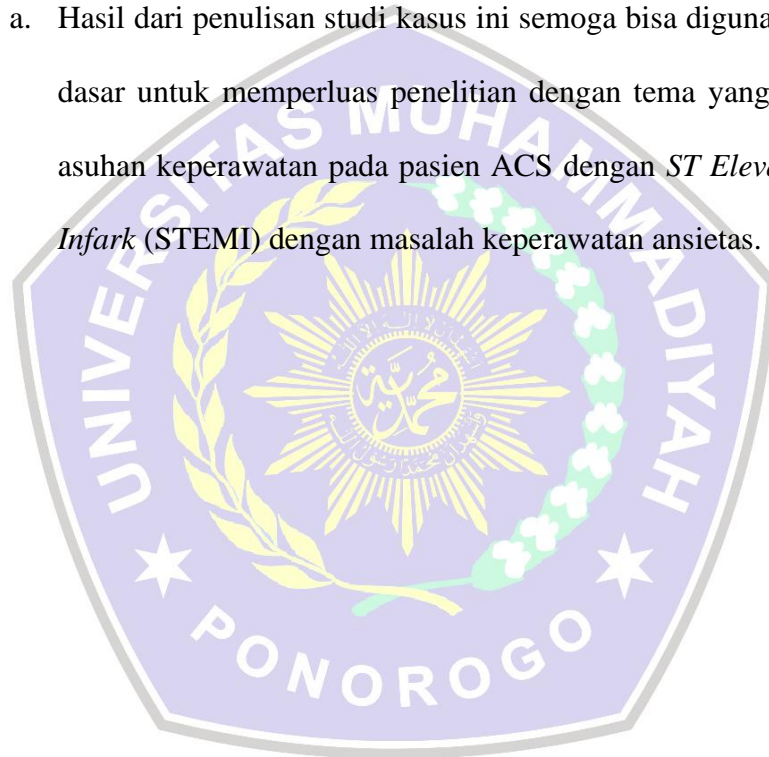 a. Hasil dari penulisan studi kasus ini semoga bisa diguna
dasar untuk memperluas penelitian dengan tema yang
asuhan keperawatan pada pasien ACS dengan ST Eleva
Infark (STEMI) dengan masalah keperawatan ansietas.
UNIVERSITAS MUHAMMADIYAH
PONOROGO